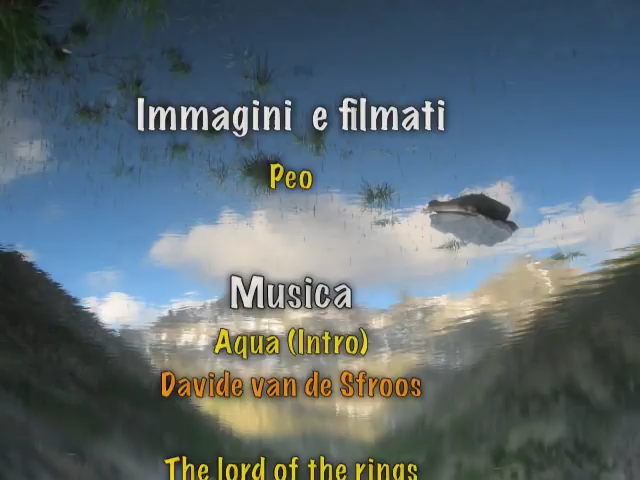 Immagini e filmati
Peo
Musica
Aqua (Intro)
Davide van de Sfroos
The lord of the rings